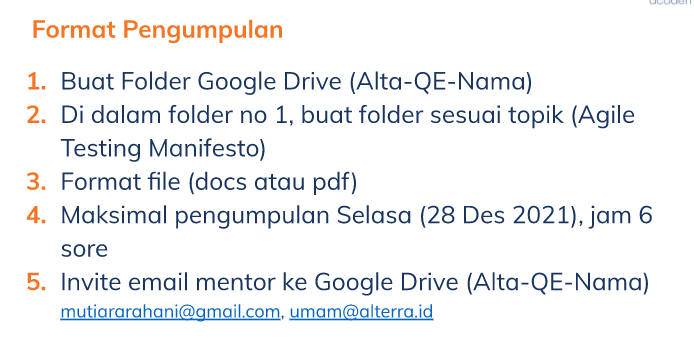 Format Pengumpulan
1. Buat Folder Google Drive (Alta-QE-Nama)
2. Di dalam folder no 1, buat folder sesuai topik (Agile
Testing Manifesto)
3. Format file (docs atau pdf)
4. Maksimal pengumpulan Selasa (28 Des 2021), jam 6
sore
5. Invite email mentor ke Google Drive (Alta-QE-Nama)
mutiararahani@gmail.com, umam@alterra.id